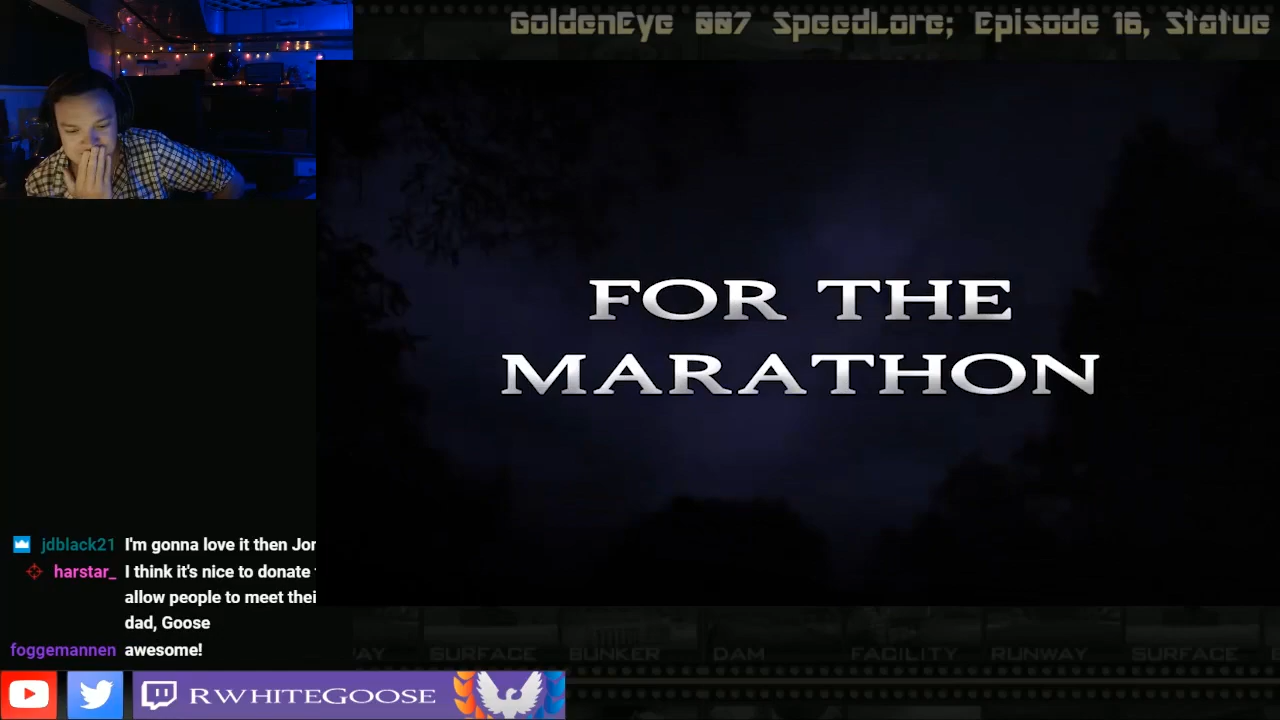 GoldenEye 007 SpeedLore; Episode 16, Statue
FOR THE
MARATHON
jdblack21 I'm gonna love it then Jor
harstar_ I think it's nice to donate
allow people to meet thei
dad, Goose
foggemannen awesome!
AY SURFACE BUNKER DAM FACILITY RUNWAY SURFACE
RWHITEGOOSE